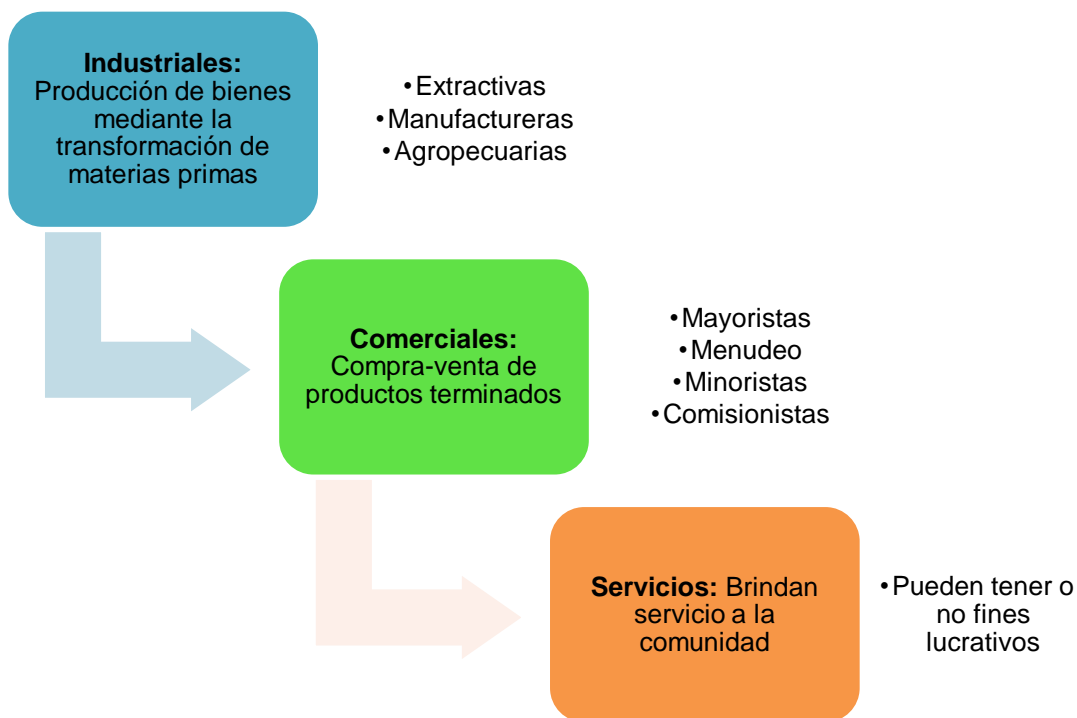 Industriales:
Producción de bienes
mediante la
transformación de
materias primas
•Extractivas
•Manufactureras
•Agropecuarias
Comerciales:
Compra-venta de
productos terminados
•Mayoristas
•Menudeo
•Minoristas
•Comisionistas
Servicios: Brindan
servicio a la
comunidad
•Pueden tener o
no fines
lucrativos